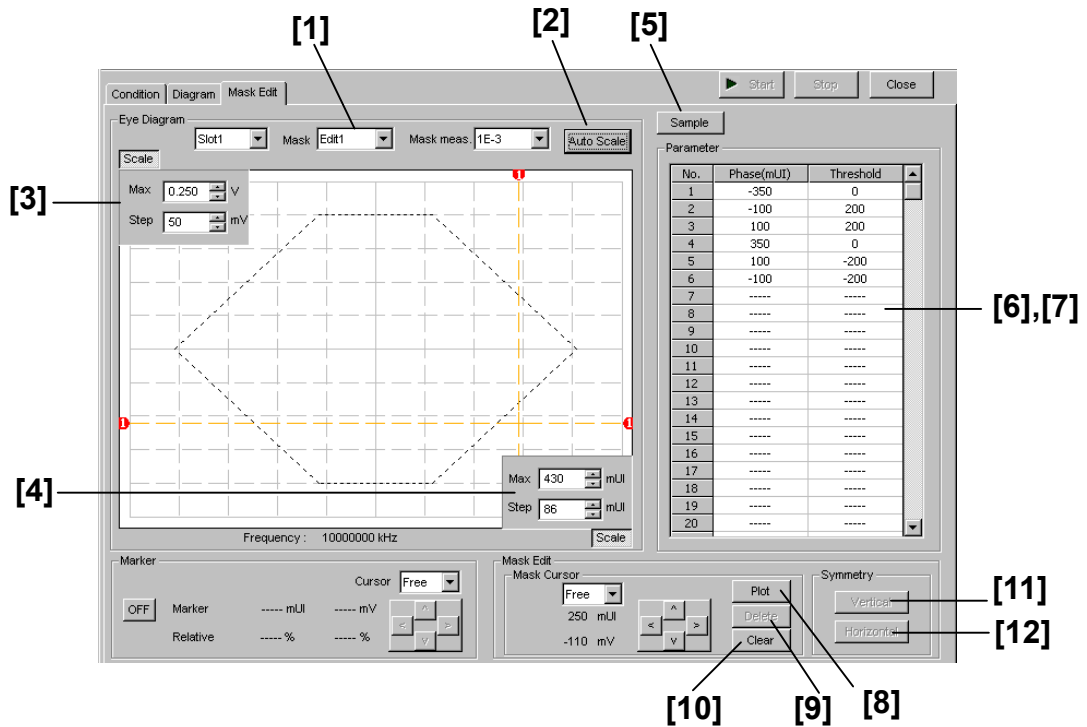 [1]
[2]
[5]
Condition Diagram Mask Edit
Start Stop Close
Eye Diagram
Slot1 Mask Edit1 Mask meas. 1E-3 Auto Scale
Sample
Scale
Max 0.250 V
Step 50 mV
[3]
1
1
1
Max 430 mUI
Step 86 mUI
Scale
[4]
Frequency : 10000000 kHz
Parameter
No. Phase(mUI) Threshold
1 -350 0
2 -100 200
3 100 200
4 350 0
5 100 -200
6 -100 -200
7 ----- -----
8 ----- -----
9 ----- -----
10 ----- -----
11 ----- -----
12 ----- -----
13 ----- -----
14 ----- -----
15 ----- -----
16 ----- -----
17 ----- -----
18 ----- -----
19 ----- -----
20 ----- -----
[6],[7]
Marker
Cursor Free
OFF Marker ----- mUI ----- mV
Relative ----- % ----- %
^
< >
v
Mask Edit
Mask Cursor
Free
250 mUI
-110 mV
^
< >
v
Plot
Delete
Clear
Symmetry
Vertical
Horizontal
[11]
[12]
[10]
[9]
[8]